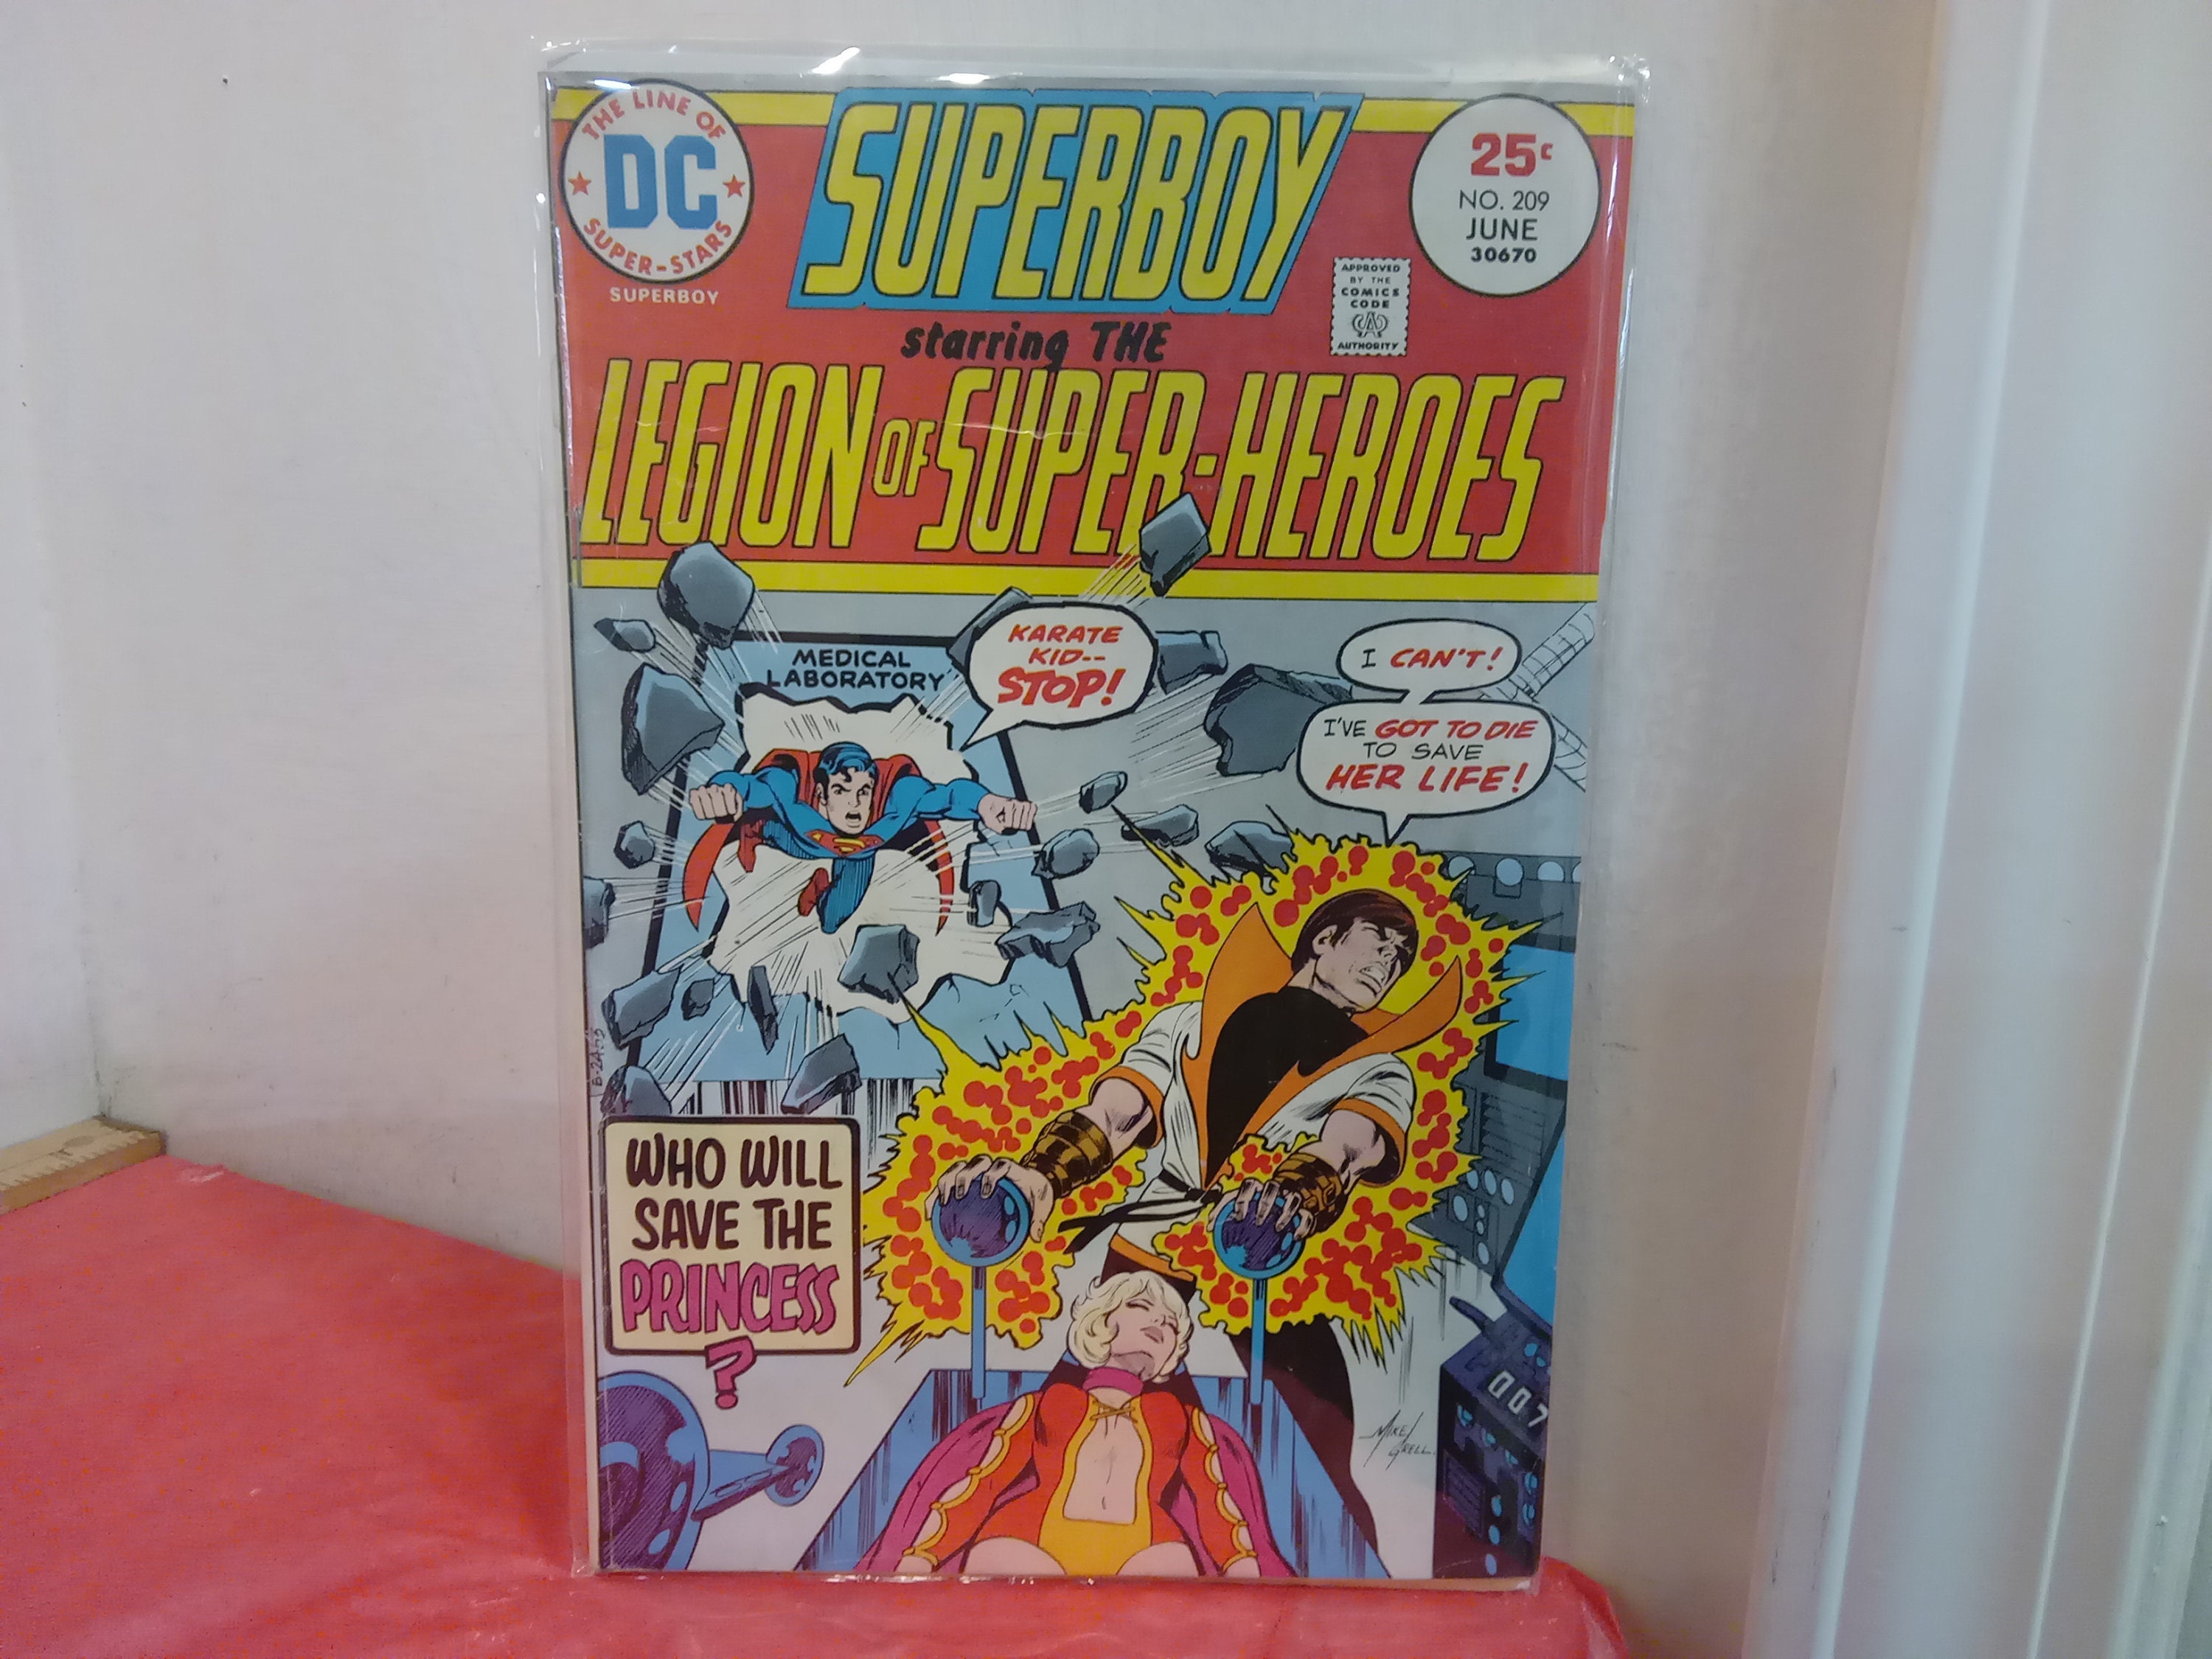 THE LINE OF
DC
SUPER-STARS
SUPERBOY
SUPERBOY
25¢
NO. 209
JUNE
30670
APPROVED
BY THE
COMICS
CODE
CA
AUTHORITY
starring THE
LEGION OF SUPER-HEROES
MEDICAL
LABORATORY
KARATE
KID--
STOP!
I CAN'T!
I'VE GOT TO DIE
TO SAVE
HER LIFE!
WHO WILL
SAVE THE
PRINCESS
?
007
MIKE
GRELL